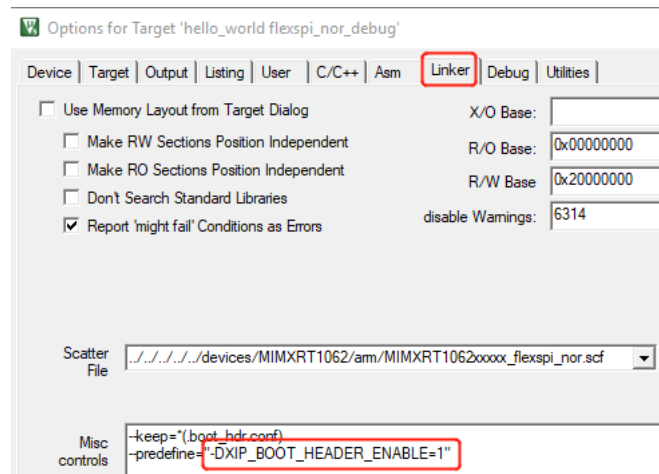 Options for Target 'hello_world flexspi_nor_debug'
Device Target Output Listing User C/C++ Asm Linker Debug Utilities
Use Memory Layout from Target Dialog
X/O Base:
Make RW Sections Position Independent
R/O Base: 0x00000000
Make RO Sections Position Independent
R/W Base 0x20000000
Don't Search Standard Libraries
disable Warnings: 6314
Report 'might fail' Conditions as Errors
Scatter File
../../../../../devices/MIMXRT1062/arm/MIMXRT1062xxxxx_flexspi_nor.scf
Misc controls
--keep=*(.boot_hdr.conf)
--predefine="-DXIP_BOOT_HEADER_ENABLE=1"